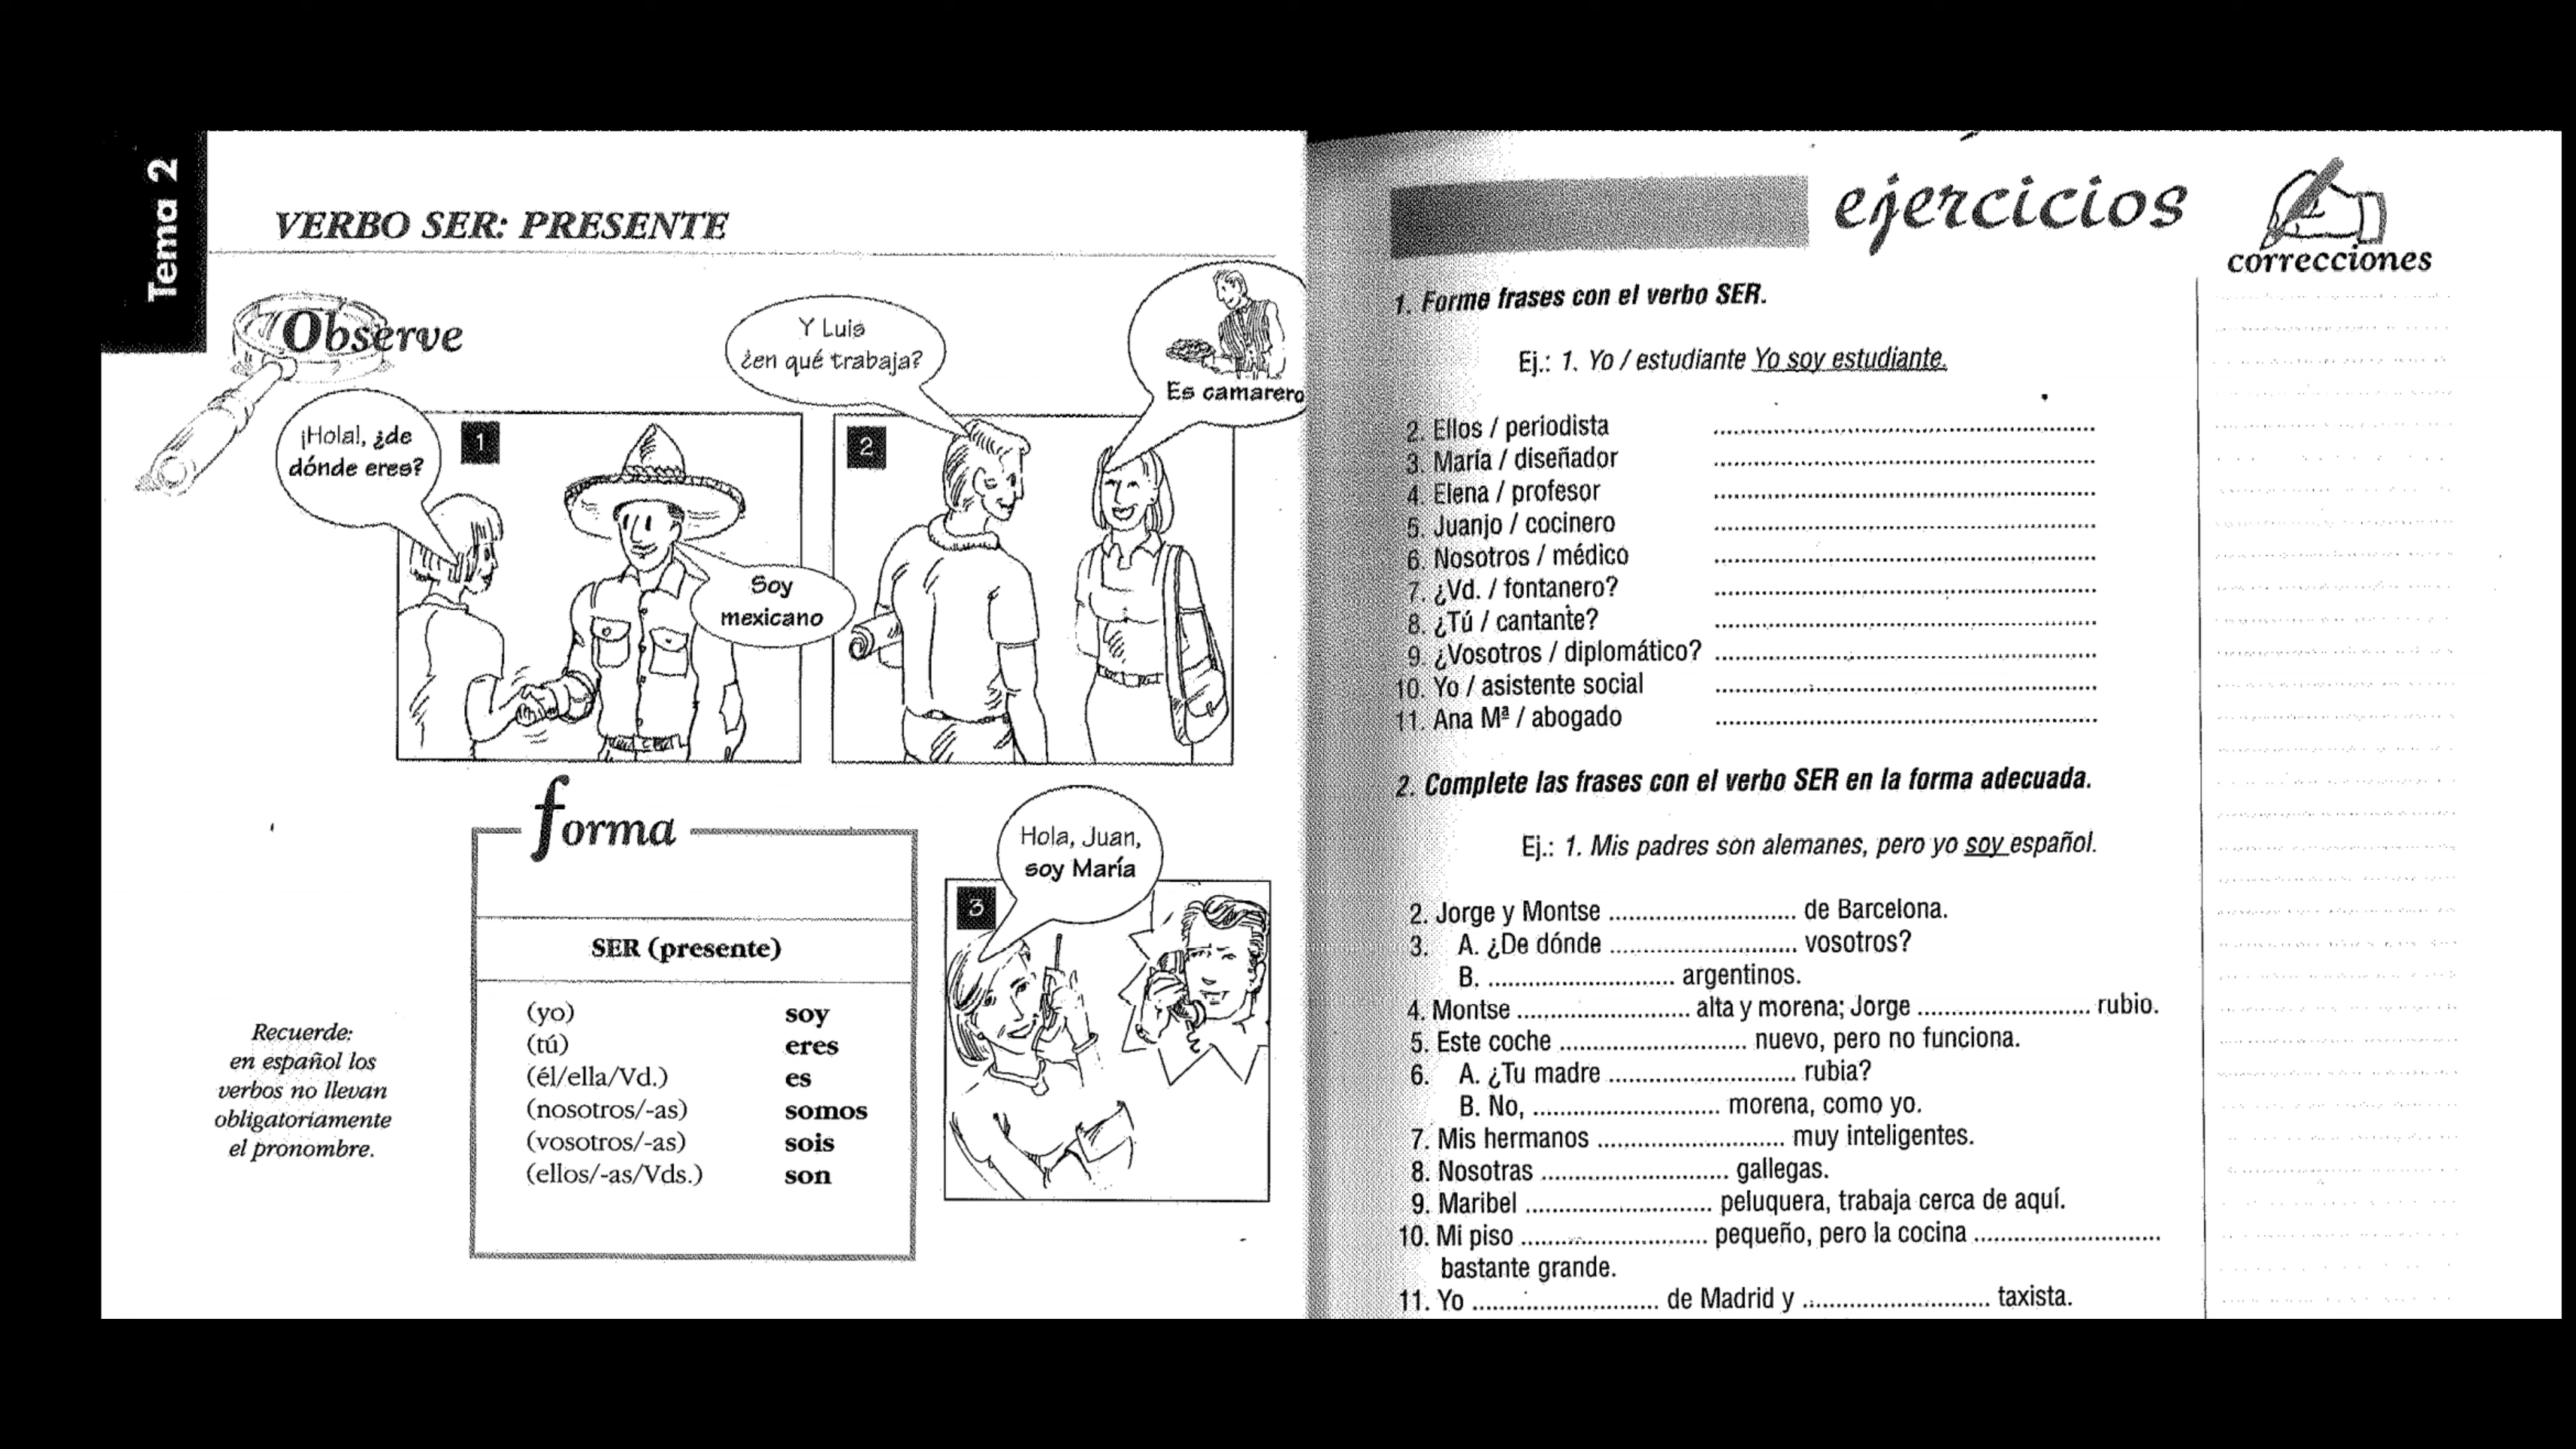 Tema 2
VERBO SER: PRESENTE
Observe
¡Hola!, ¿de
dónde eres?
1
Soy
mexicano
Y Luis
¿en qué trabaja?
2
Es camarero
forma
SER (presente)
(yo) soy
(tú) eres
(él/ella/Vd.) es
(nosotros/-as) somos
(vosotros/-as) sois
(ellos/-as/Vds.) son
Recuerde:
en español los
verbos no llevan
obligatoriamente
el pronombre.
Hola, Juan,
soy María
3
ejercicios
correcciones
1. Forme frases con el verbo SER.
Ej.: 1. Yo / estudiante Yo soy estudiante.
2. Ellos / periodista ........................................
3. María / diseñador ........................................
4. Elena / profesor ........................................
5. Juanjo / cocinero ........................................
6. Nosotros / médico ........................................
7. ¿Vd. / fontanero? ........................................
8. ¿Tú / cantante? ........................................
9. ¿Vosotros / diplomático? ........................................
10. Yo / asistente social ........................................
11. Ana Mª / abogado ........................................
2. Complete las frases con el verbo SER en la forma adecuada.
Ej.: 1. Mis padres son alemanes, pero yo soy español.
2. Jorge y Montse ............................ de Barcelona.
3. A. ¿De dónde ............................ vosotros?
B. ............................ argentinos.
4. Montse .......................... alta y morena; Jorge .......................... rubio.
5. Este coche ............................ nuevo, pero no funciona.
6. A. ¿Tu madre ............................ rubia?
B. No, ............................ morena, como yo.
7. Mis hermanos ............................ muy inteligentes.
8. Nosotras ............................ gallegas.
9. Maribel ............................ peluquera, trabaja cerca de aquí.
10. Mi piso ............................ pequeño, pero la cocina ............................
bastante grande.
11. Yo ............................ de Madrid y ............................ taxista.